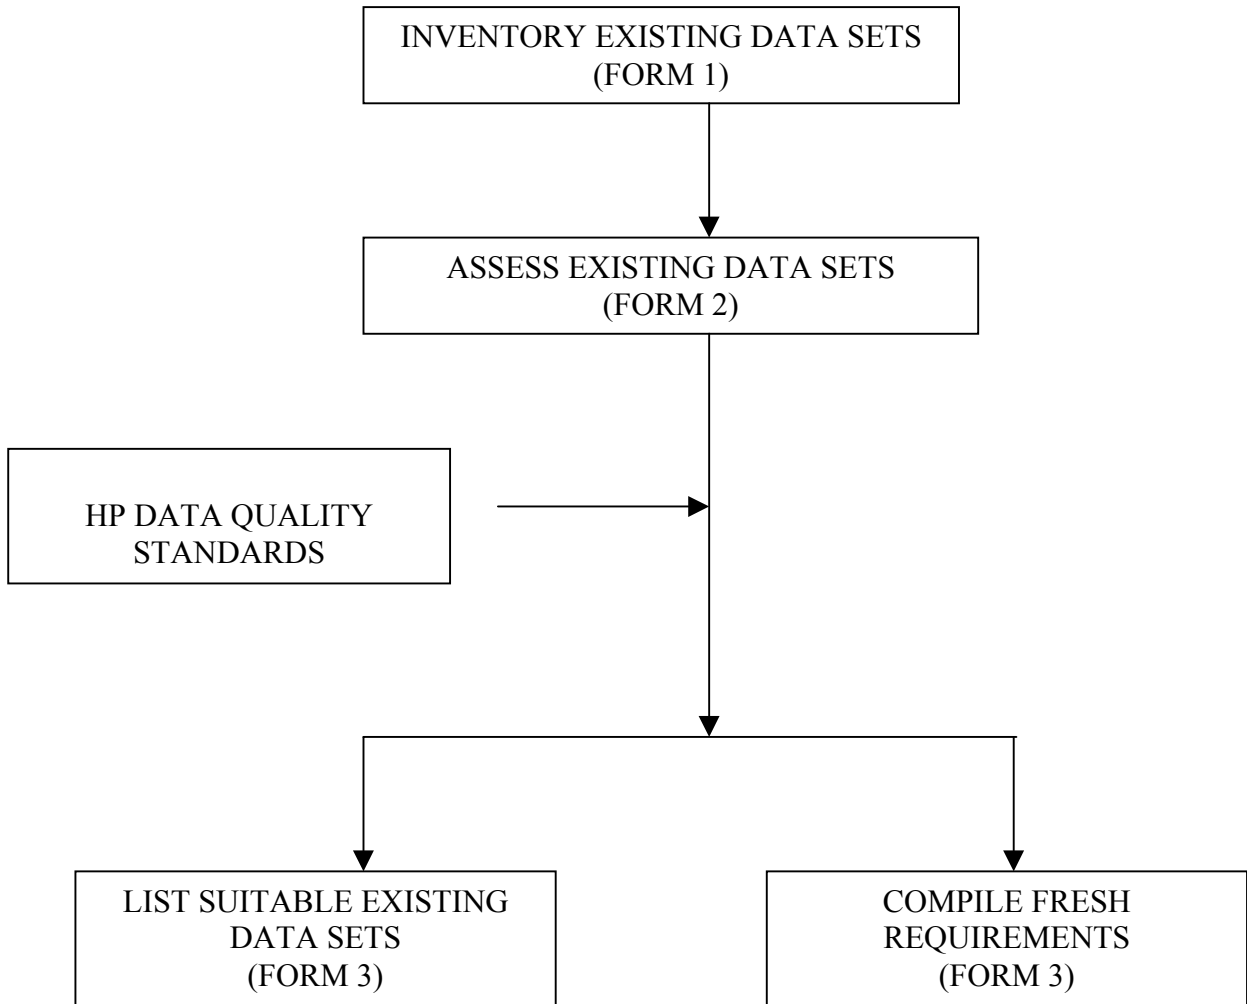 INVENTORY EXISTING DATA SETS
(FORM 1)
ASSESS EXISTING DATA SETS
(FORM 2)
HP DATA QUALITY
STANDARDS
LIST SUITABLE EXISTING
DATA SETS
(FORM 3)
COMPILE FRESH
REQUIREMENTS
(FORM 3)